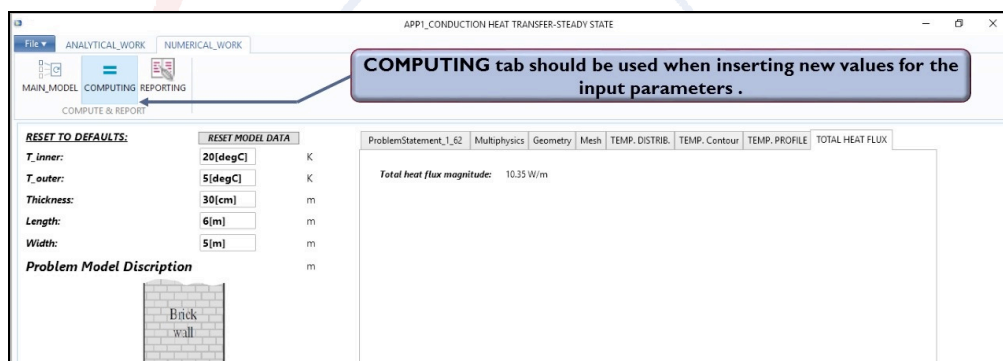 APP1_CONDUCTION HEAT TRANSFER-STEADY STATE
File ANALYTICAL_WORK NUMERICAL_WORK
MAIN_MODEL COMPUTING REPORTING
COMPUTE & REPORT
COMPUTING tab should be used when inserting new values for the
input parameters .
RESET TO DEFAULTS: RESET MODEL DATA
T_inner: 20[degC] K
T_outer: 5[degC] K
Thickness: 30[cm] m
Length: 6[m] m
Width: 5[m] m
Problem Model Discription m
Brick
wall
ProblemStatement_1_62 Multiphysics Geometry Mesh TEMP. DISTRIB. TEMP. Contour TEMP. PROFILE TOTAL HEAT FLUX
Total heat flux magnitude: 10.35 W/m